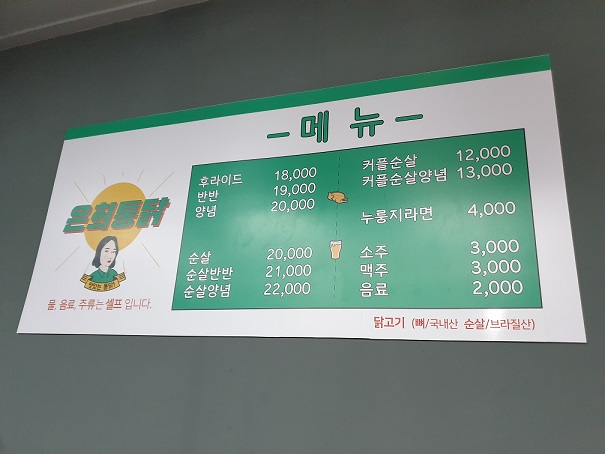 - 메 뉴 -
은희통닭
물, 음료, 주류는 셀프 입니다.
후라이드 18,000
반반 19,000
양념 20,000
순살 20,000
순살반반 21,000
순살양념 22,000
커플순살 12,000
커플순살양념 13,000
누룽지라면 4,000
소주 3,000
맥주 3,000
음료 2,000
닭고기 (뼈/국내산 순살/브라질산)